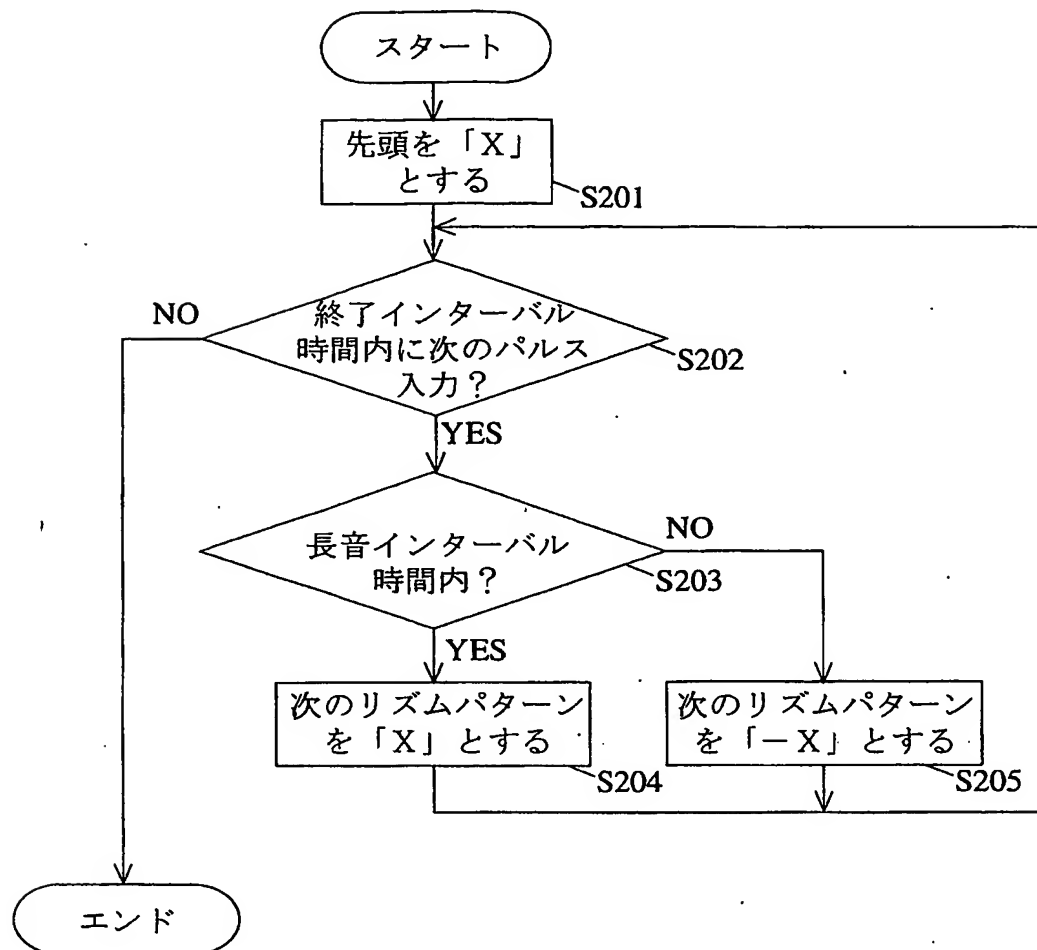 スタート
先頭を「X」
とする
S201
NO
終了インターバル
時間内に次のパルス
入力?
S202
YES
長音インターバル
時間内?
NO
S203
YES
次のリズムパターン
を「X」とする
S204
次のリズムパターン
を「－X」とする
S205
エンド